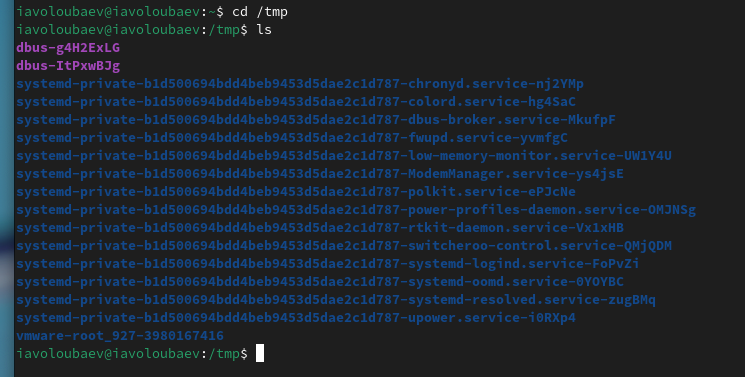 iavoloubaev@iavoloubaev:~$ cd /tmp
iavoloubaev@iavoloubaev:/tmp$ ls
dbus-g4H2ExLG
dbus-ItPxwBJg
systemd-private-b1d500694bdd4beb9453d5dae2c1d787-chronyd.service-nj2YMp
systemd-private-b1d500694bdd4beb9453d5dae2c1d787-colord.service-hg4SaC
systemd-private-b1d500694bdd4beb9453d5dae2c1d787-dbus-broker.service-MkufpF
systemd-private-b1d500694bdd4beb9453d5dae2c1d787-fwupd.service-yvmfgC
systemd-private-b1d500694bdd4beb9453d5dae2c1d787-low-memory-monitor.service-UW1Y4U
systemd-private-b1d500694bdd4beb9453d5dae2c1d787-ModemManager.service-ys4jsE
systemd-private-b1d500694bdd4beb9453d5dae2c1d787-polkit.service-ePJcNe
systemd-private-b1d500694bdd4beb9453d5dae2c1d787-power-profiles-daemon.service-OMJNSg
systemd-private-b1d500694bdd4beb9453d5dae2c1d787-rtkit-daemon.service-Vx1xHB
systemd-private-b1d500694bdd4beb9453d5dae2c1d787-switcheroo-control.service-QMjQDM
systemd-private-b1d500694bdd4beb9453d5dae2c1d787-systemd-logind.service-FoPvZi
systemd-private-b1d500694bdd4beb9453d5dae2c1d787-systemd-oomd.service-0YOYBC
systemd-private-b1d500694bdd4beb9453d5dae2c1d787-systemd-resolved.service-zugBMq
systemd-private-b1d500694bdd4beb9453d5dae2c1d787-upower.service-i0RXp4
vmware-root_927-3980167416
iavoloubaev@iavoloubaev:/tmp$